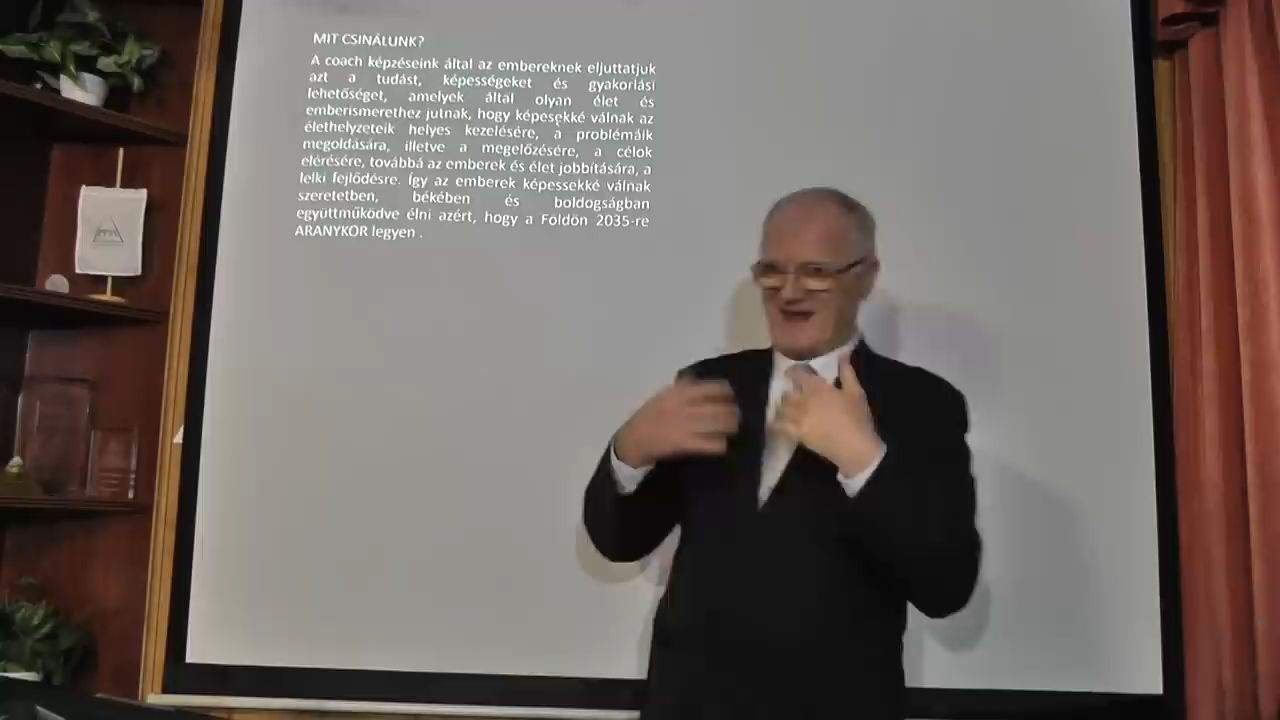 MIT CSINÁLUNK?
A coach képzéseink által az embereknek eljuttatjuk
azt a tudást, képességeket és gyakorlási
lehetőséget, amelyek által olyan élet és
emberismerethez jutnak, hogy képesekké válnak az
élethelyzeteik helyes kezelésére, a problémáik
megoldására, illetve a megelőzésére, a célok
elérésére, továbbá az emberek és élet jobbítására, a
lelki fejlődésre. Így az emberek képessekké válnak
szeretetben, békében és boldogságban
együttműködve élni azért, hogy a Földön 2035-re
ARANYKOR legyen .